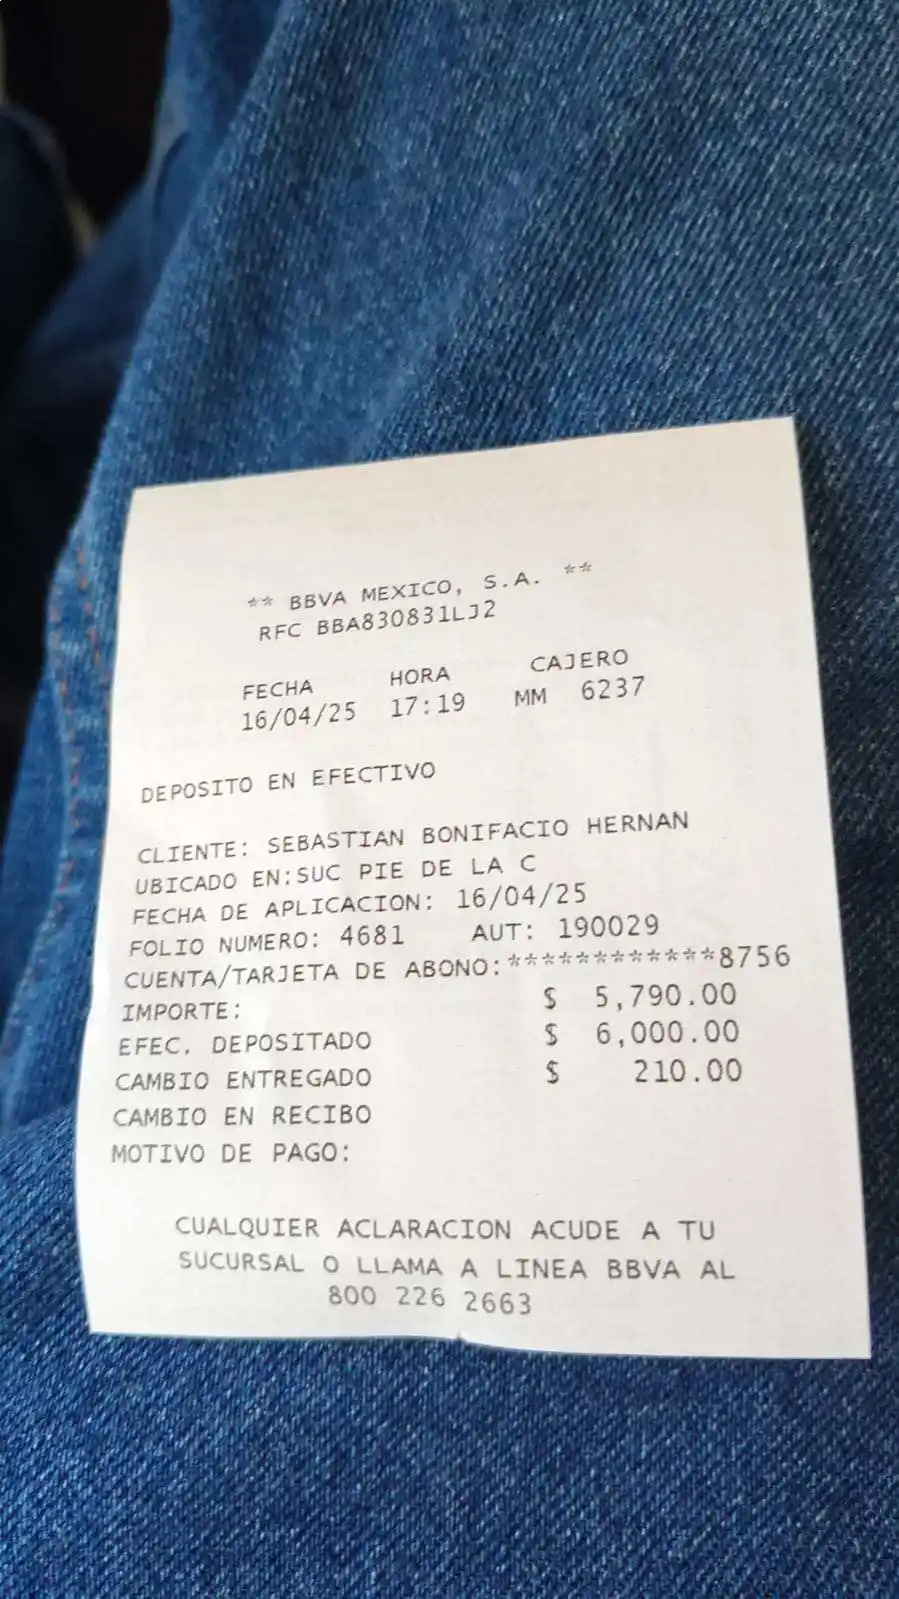 ** BBVA MEXICO, S.A. **
RFC BBA830831LJ2
FECHA HORA CAJERO
16/04/25 17:19 MM 6237
DEPOSITO EN EFECTIVO
CLIENTE: SEBASTIAN BONIFACIO HERNAN
UBICADO EN:SUC PIE DE LA C
FECHA DE APLICACION: 16/04/25
FOLIO NUMERO: 4681 AUT: 190029
CUENTA/TARJETA DE ABONO:************8756
IMPORTE: $ 5,790.00
EFEC. DEPOSITADO $ 6,000.00
CAMBIO ENTREGADO $ 210.00
CAMBIO EN RECIBO
MOTIVO DE PAGO:
CUALQUIER ACLARACION ACUDE A TU
SUCURSAL O LLAMA A LINEA BBVA AL
800 226 2663